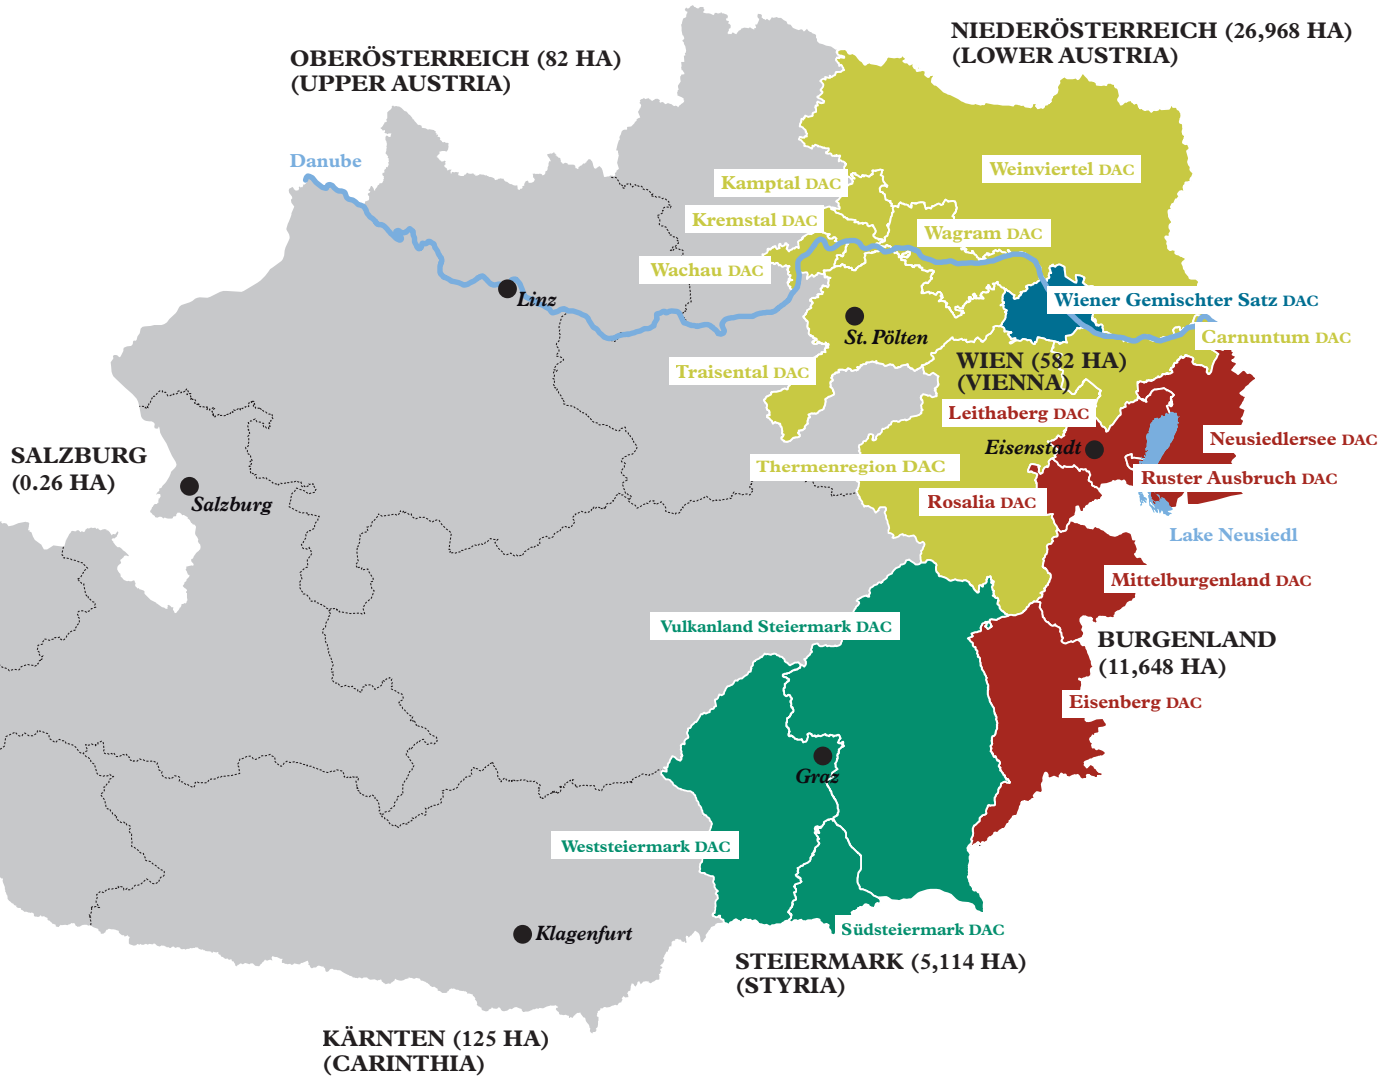 NIEDERÖSTERREICH (26,968 HA)
(LOWER AUSTRIA)
OBERÖSTERREICH (82 HA)
(UPPER AUSTRIA)
Danube
Weinviertel DAC
Kamptal DAC
Kremstal DAC
Wagram DAC
Wachau DAC
Linz
Wiener Gemischter Satz DAC
St. Pölten
Carnuntum DAC
WIEN (582 HA)
(VIENNA)
Traisental DAC
Leithaberg DAC
Neusiedlersee DAC
Eisenstadt
SALZBURG
(0.26 HA)
Thermenregion DAC
Ruster Ausbruch DAC
Salzburg
Rosalia DAC
Lake Neusiedl
Mittelburgenland DAC
Vulkanland Steiermark DAC
BURGENLAND
(11,648 HA)
Eisenberg DAC
Graz
Weststeiermark DAC
Südsteiermark DAC
Klagenfurt
STEIERMARK (5,114 HA)
(STYRIA)
KÄRNTEN (125 HA)
(CARINTHIA)